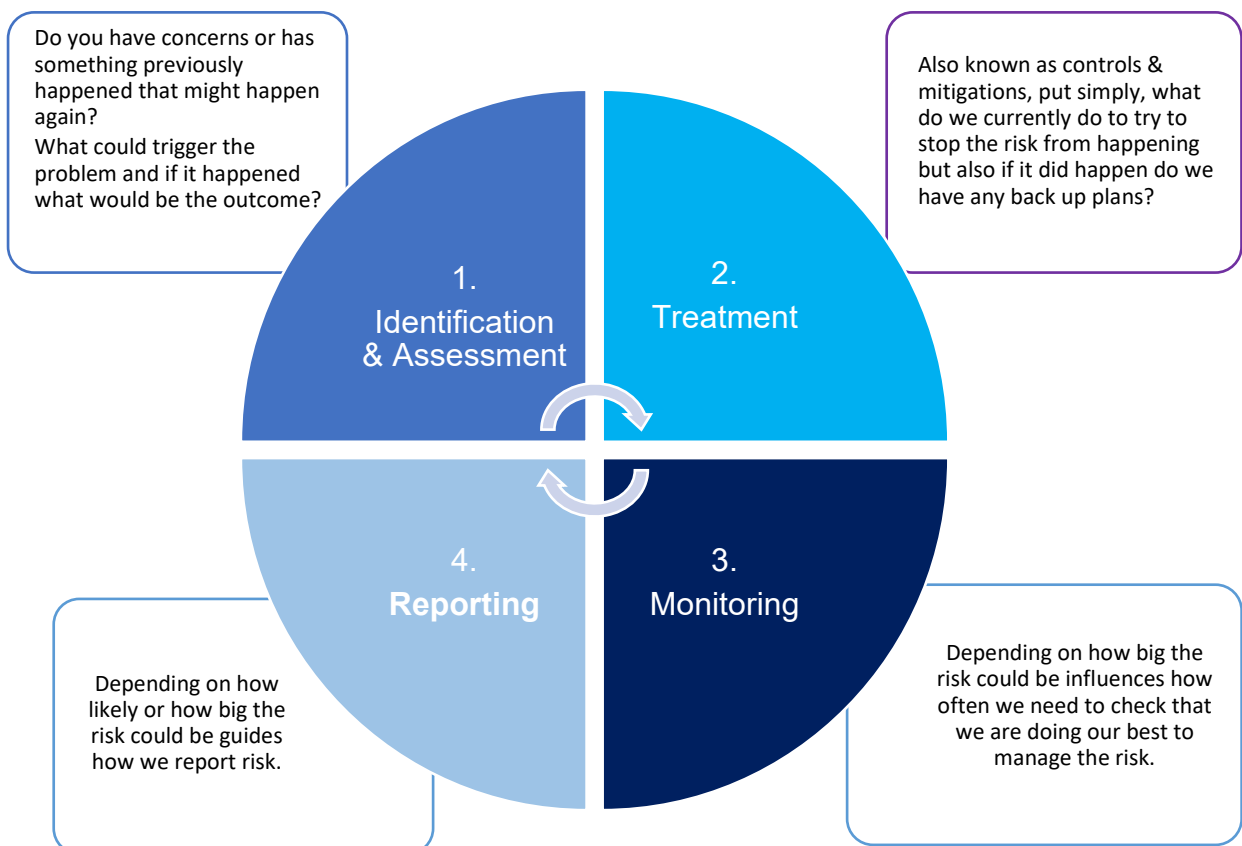 Do you have concerns or has
something previously
happened that might happen
again?
What could trigger the
problem and if it happened
what would be the outcome?
Also known as controls &
mitigations, put simply, what
do we currently do to try to
stop the risk from happening
but also if it did happen do we
have any back up plans?
1.
Identification
& Assessment
2.
Treatment
4.
Reporting
3.
Monitoring
Depending on how
likely or how big the
risk could be guides
how we report risk.
Depending on how big the
risk could be influences how
often we need to check that
we are doing our best to
manage the risk.